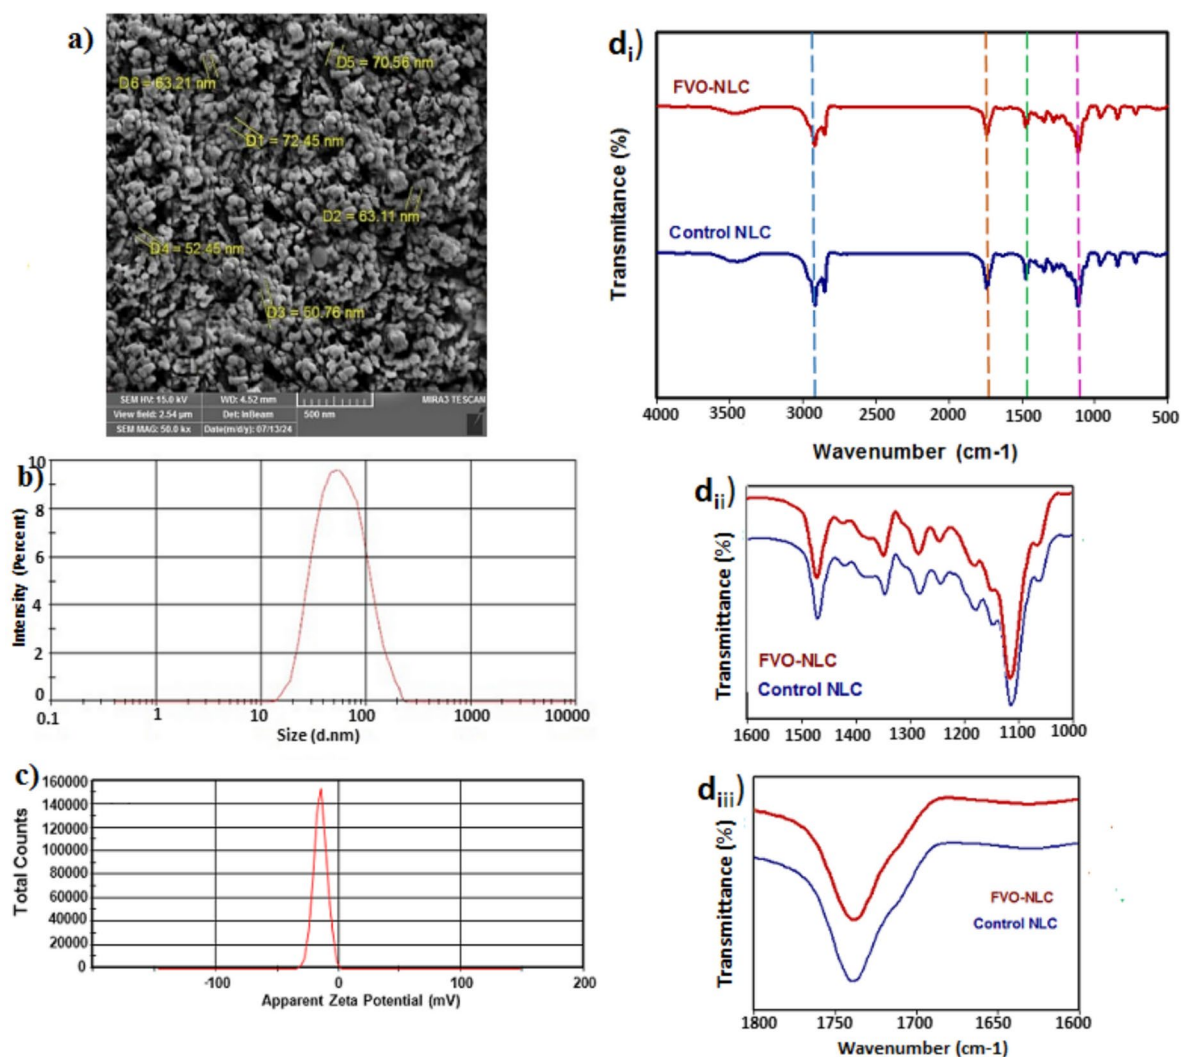 a)
D6 = 63.21 nm
D5 = 70.56 nm
D1 = 72.45 nm
D2 = 63.11 nm
D4 = 52.45 nm
D3 = 50.76 nm
SEM HV: 15.0 kV WD: 4.52 mm MIRA3 TESCAN
View field: 2.54 µm Det: InBeam 500 nm
SEM MAG: 50.0 kx Date(m/d/y): 07/13/24
b)
Intensity (Percent)
10
8
6
4
2
0
0.1 1 10 100 1000 10000
Size (d.nm)
c)
Total Counts
160000
140000
120000
100000
80000
60000
40000
20000
0
-100 0 100 200
Apparent Zeta Potential (mV)
di)
Transmittance (%)
FVO-NLC
Control NLC
4000 3000 2000 1500 1000 500
Wavenumber (cm-1)
dii)
Transmittance (%)
FVO-NLC
Control NLC
1600 1500 1400 1300 1200 1100 1000
diii)
Transmittance (%)
FVO-NLC
Control NLC
1800 1750 1700 1650 1600
Wavenumber (cm-1)